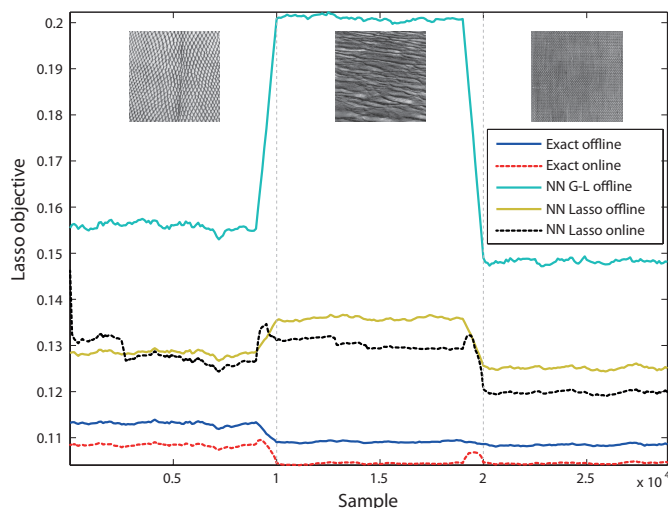 0.2
0.19
0.18
0.17
0.16
0.15
0.14
0.13
0.12
0.11
Lasso objective
Exact offline
Exact online
NN G-L offline
NN Lasso offline
NN Lasso online
0.5
1
1.5
2
x 10
Sample